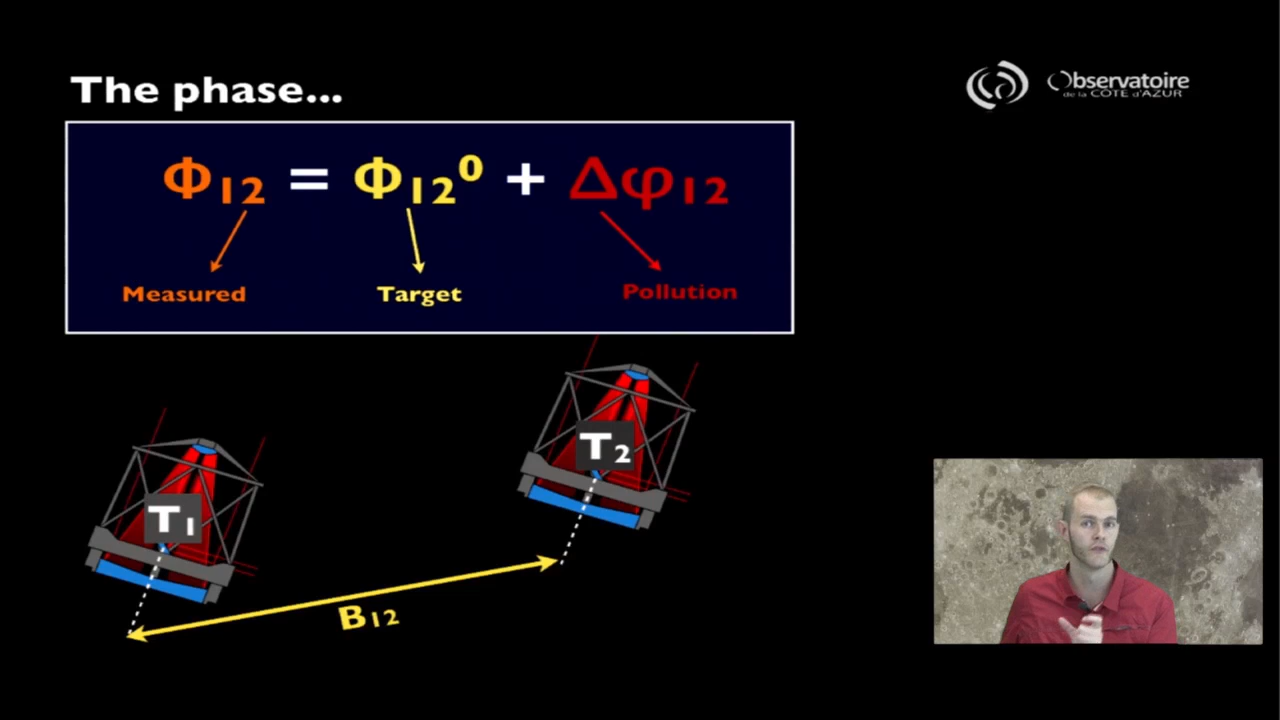 The phase...
Observatoire
de la CÔTE d'AZUR
Φ₁₂ = Φ₁₂⁰ + Δφ₁₂
Measured
Target
Pollution
T₂
T₁
B₁₂